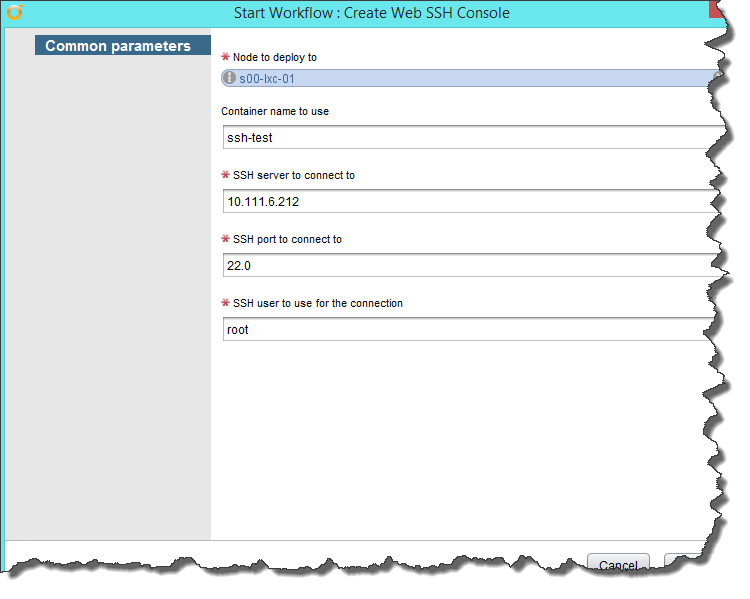 Start Workflow : Create Web SSH Console
Common parameters
* Node to deploy to
s00-lxc-01
Container name to use
ssh-test
* SSH server to connect to
10.111.6.212
* SSH port to connect to
22.0
* SSH user to use for the connection
root
Cancel